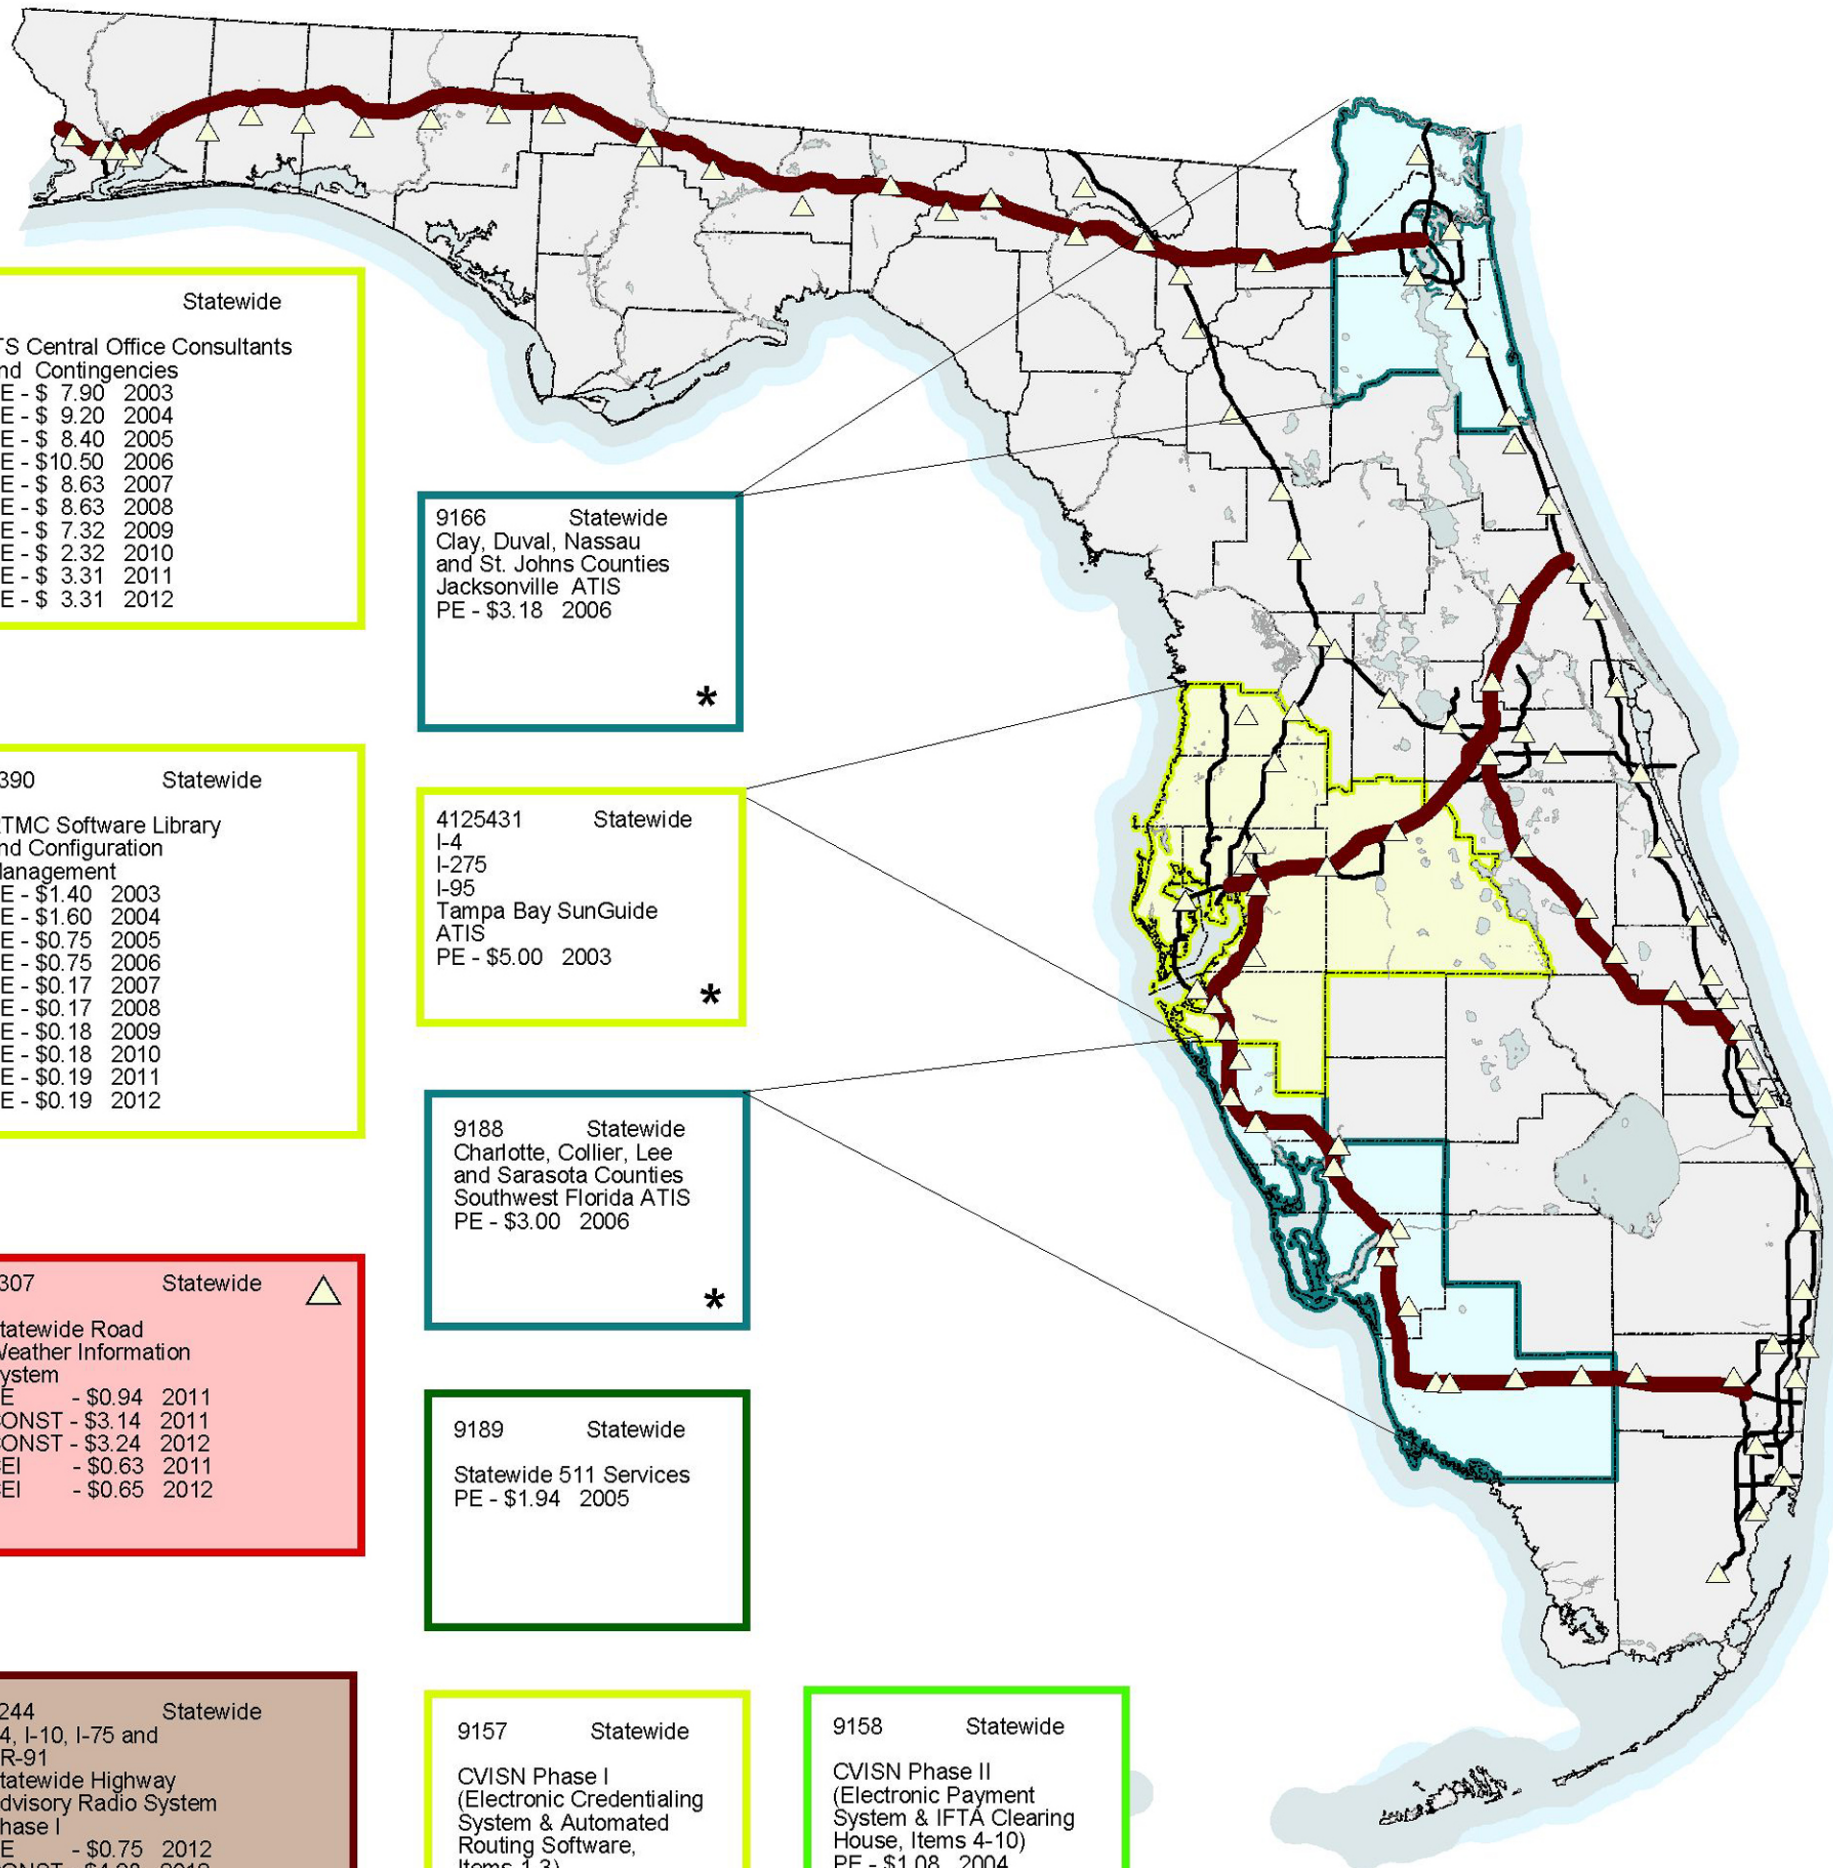 Statewide
TS Central Office Consultants
nd Contingencies
E - $ 7.90 2003
E - $ 9.20 2004
E - $ 8.40 2005
E - $10.50 2006
E - $ 8.63 2007
E - $ 8.63 2008
E - $ 7.32 2009
E - $ 2.32 2010
E - $ 3.31 2011
E - $ 3.31 2012
390 Statewide
TMC Software Library
nd Configuration
anagement
E - $1.40 2003
E - $1.60 2004
E - $0.75 2005
E - $0.75 2006
E - $0.17 2007
E - $0.17 2008
E - $0.18 2009
E - $0.18 2010
E - $0.19 2011
E - $0.19 2012
307 Statewide
tatewide Road
Weather Information
ystem
E - $0.94 2011
ONST - $3.14 2011
ONST - $3.24 2012
EI - $0.63 2011
EI - $0.65 2012
244 Statewide
4, I-10, I-75 and
R-91
tatewide Highway
dvisory Radio System
hase I
E - $0.75 2012
9166 Statewide
Clay, Duval, Nassau
and St. Johns Counties
Jacksonville ATIS
PE - $3.18 2006
*
4125431 Statewide
I-4
I-275
I-95
Tampa Bay SunGuide
ATIS
PE - $5.00 2003
*
9188 Statewide
Charlotte, Collier, Lee
and Sarasota Counties
Southwest Florida ATIS
PE - $3.00 2006
*
9189 Statewide
Statewide 511 Services
PE - $1.94 2005
9157 Statewide
CVISN Phase I
(Electronic Credentialing
System & Automated
Routing Software,
Items 1-3)
9158 Statewide
CVISN Phase II
(Electronic Payment
System & IFTA Clearing
House, Items 4-10)
PE - $1.08 2004